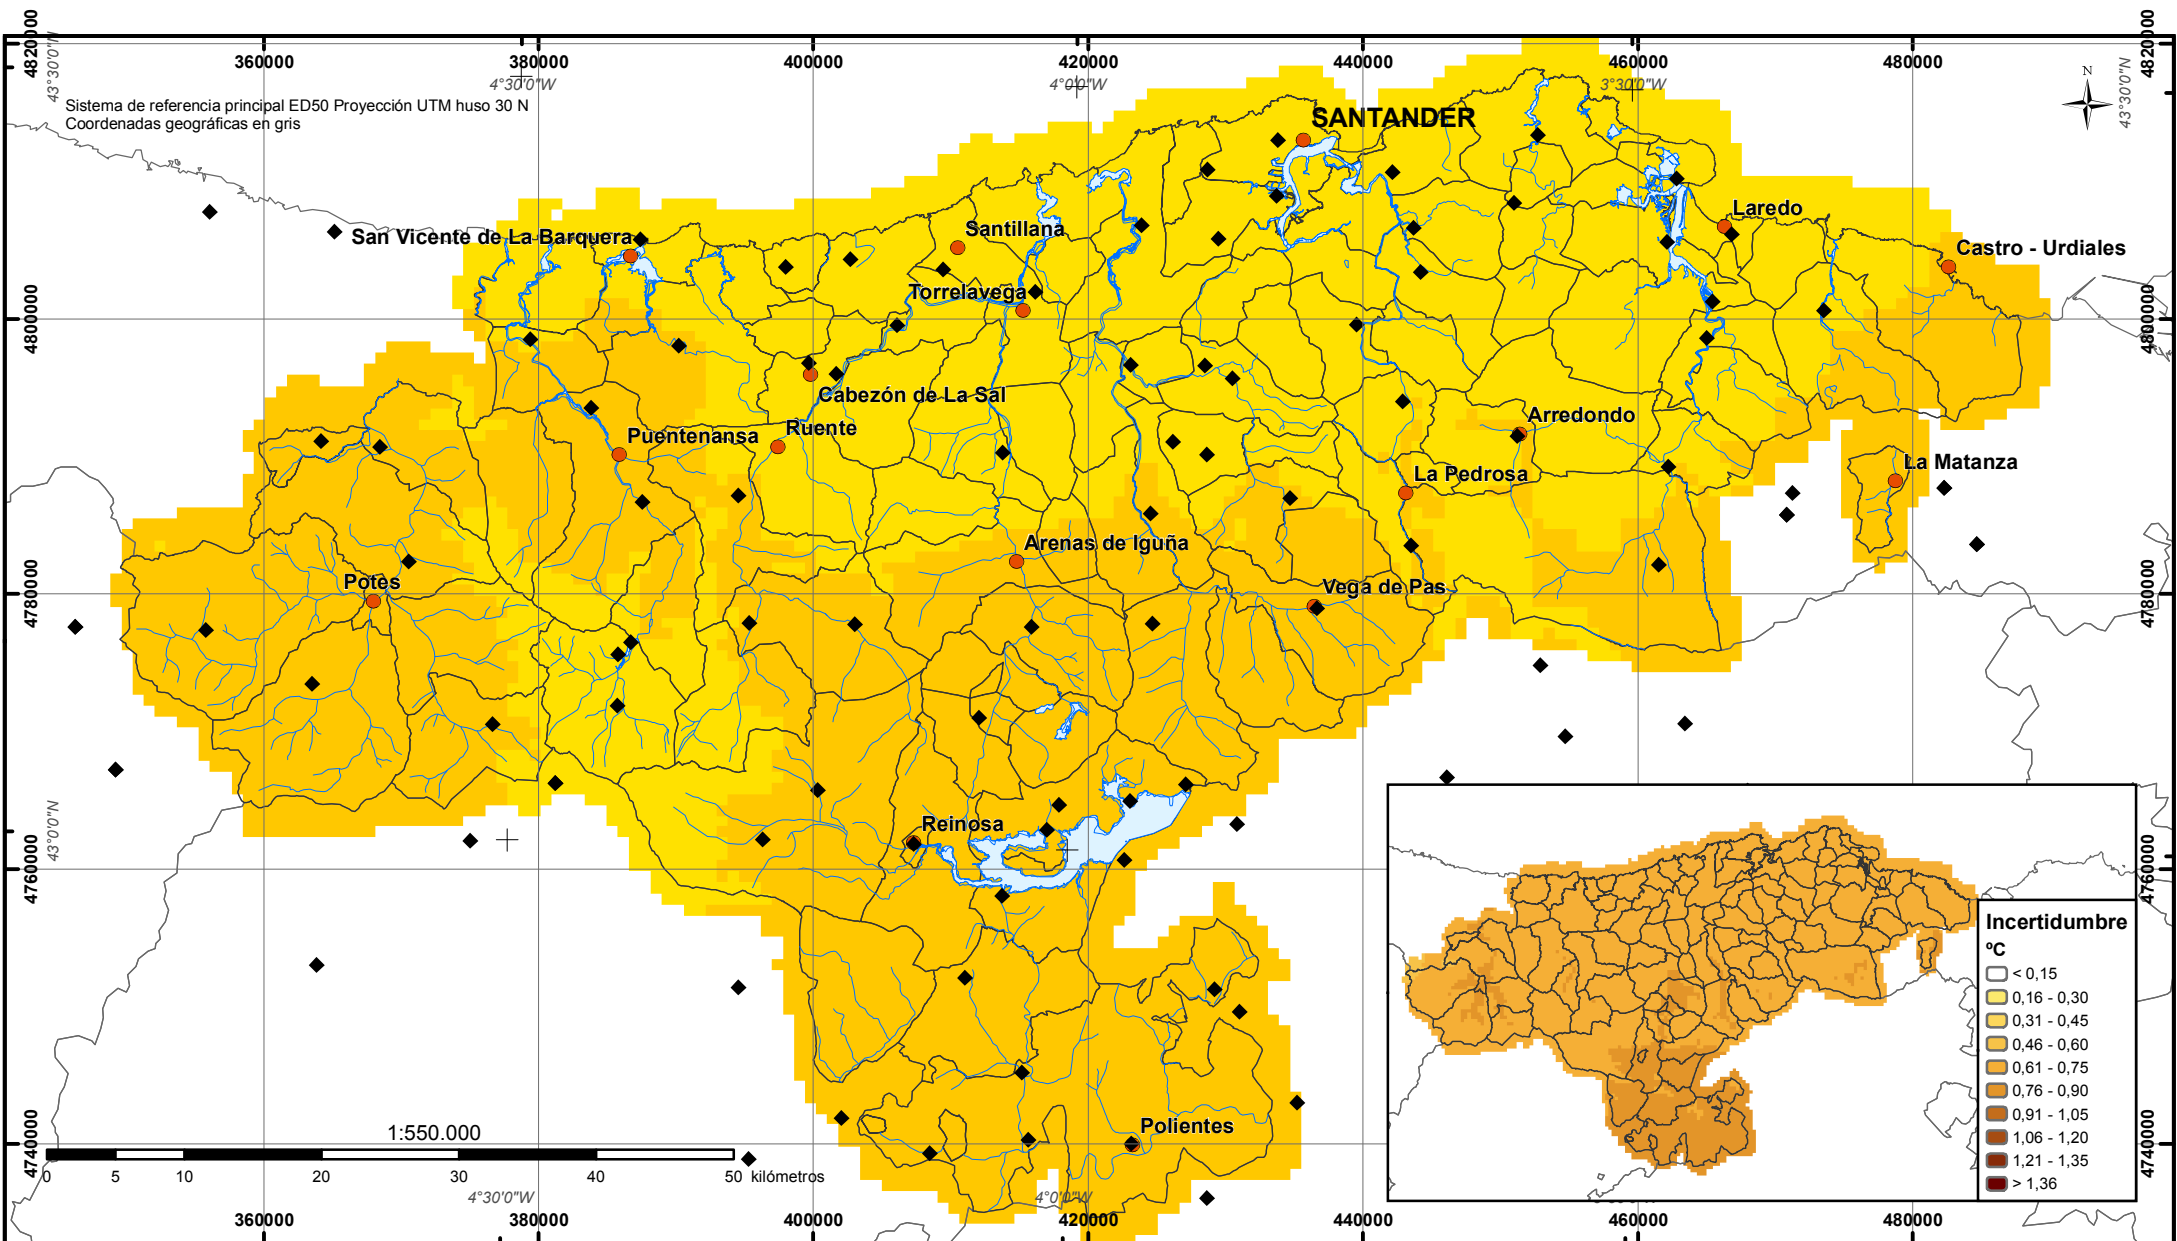 360000 380000 400000 420000 440000 460000 480000
4820000
43°30'0"N
4°30'0"W 4°0'0"W 3°30'0"W
4820000
43°30'0"N
N
Sistema de referencia principal ED50 Proyección UTM huso 30 N
Coordenadas geográficas en gris
SANTANDER
Laredo
Santillana
San Vicente de La Barquera
Castro - Urdiales
Torrelavega
4800000
4800000
Cabezón de La Sal
Arredondo
Ruente
Puentenansa
La Matanza
La Pedrosa
Arenas de Iguña
Potes
Vega de Pas
4780000
4780000
Reinosa
43°0'0"N
4760000
4760000
Incertidumbre
ºC
< 0,15
0,16 - 0,30
0,31 - 0,45
0,46 - 0,60
0,61 - 0,75
0,76 - 0,90
0,91 - 1,05
1,06 - 1,20
1,21 - 1,35
> 1,36
Polientes
1:550.000
4740000
4740000
0 5 10 20 30 40 50 kilómetros
4°30'0"W 4°0'0"W
360000 380000 400000 420000 440000 460000 480000